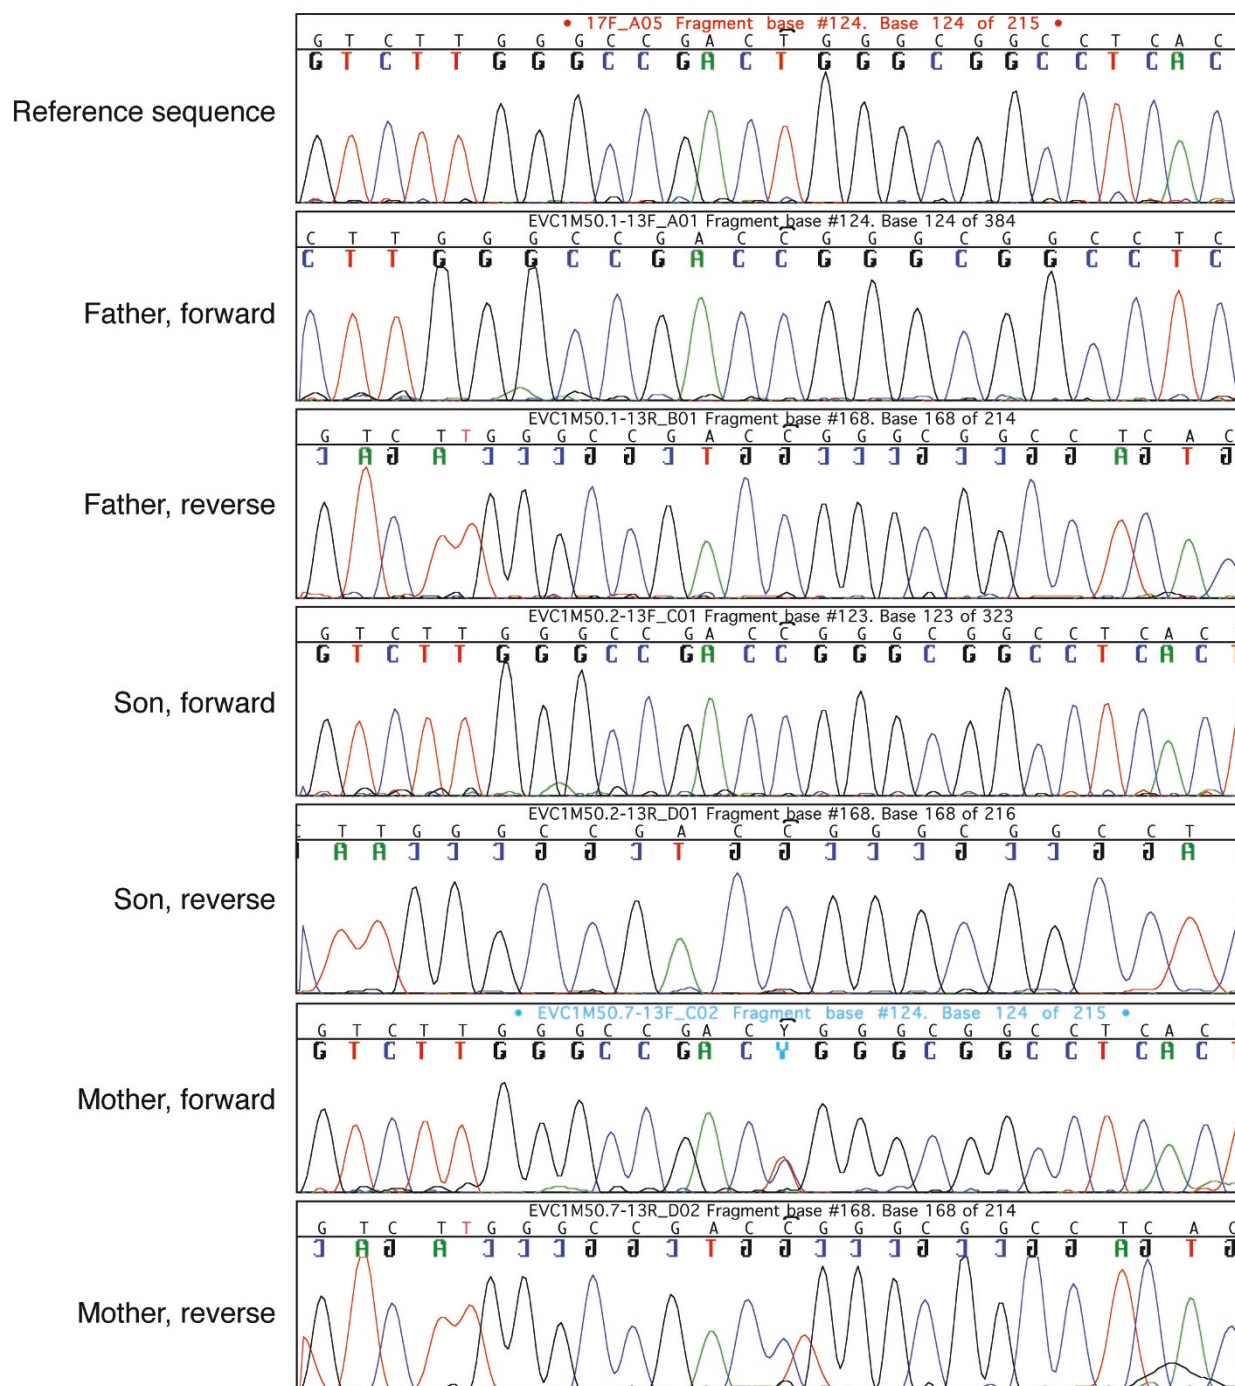 • 17F_A05 Fragment base #124. Base 124 of 215 •
G T C T T G G G C C G A C T G G G C G G C C T C A C
G T C T T G G G C C G A C T G G G C G G C C T C A C
Reference sequence
EVC1M50.1-13F_A01 Fragment base #124. Base 124 of 384
C T T G G G C C G A C C G G G C G G C C T C
C T T G G G C C G A C C G G G C G G C C T C
Father, forward
EVC1M50.1-13R_B01 Fragment base #168. Base 168 of 214
G T C T T G G G C C G A C C G G G C G G C C T C A C
C A G A C C C G G C T G G C C C G C C G G A G T G
Father, reverse
EVC1M50.2-13F_C01 Fragment base #123. Base 123 of 323
G T C T T G G G C C G A C C G G G C G G C C T C A C
G T C T T G G G C C G A C C G G G C G G C C T C A C
Son, forward
EVC1M50.2-13R_D01 Fragment base #168. Base 168 of 216
C T T G G G C C G A C C G G G C G G C C T
A A C C C G G C T G G C C C G C C G G A
Son, reverse
• EVC1M50.7-13F_C02 Fragment base #124. Base 124 of 215 •
G T C T T G G G C C G A C Y G G G C G G C C T C A C
G T C T T G G G C C G A C Y G G G C G G C C T C A C
Mother, forward
EVC1M50.7-13R_D02 Fragment base #168. Base 168 of 214
G T C T T G G G C C G A C C G G G C G G C C T C A C
C A G A C C C G G C T G G C C C G C C G G A G T G
Mother, reverse